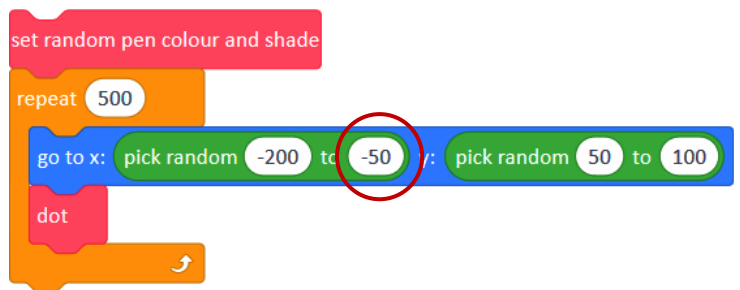 set random pen colour and shade
repeat 500
go to x: pick random -200 to -50 y: pick random 50 to 100
dot